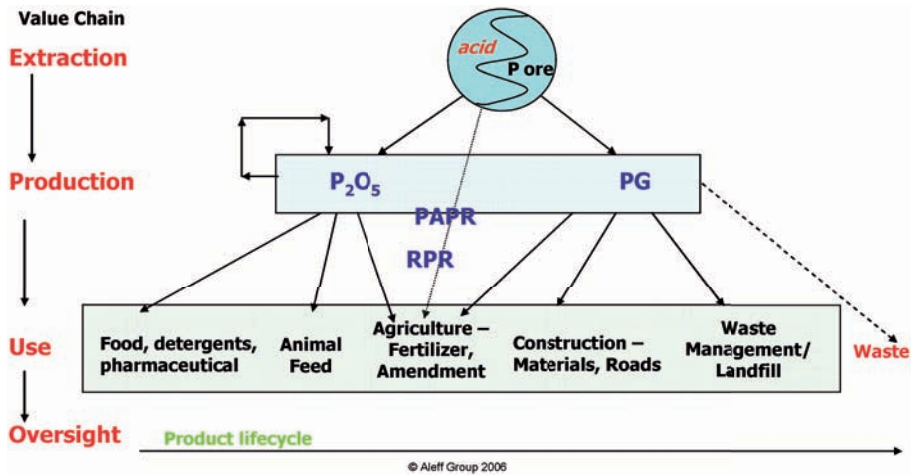 Value Chain
Extraction
acid
P ore
Production
P₂O₅
PG
PAPR
RPR
Use
Food, detergents,
pharmaceutical
Animal
Feed
Agriculture –
Fertilizer,
Amendment
Construction –
Materials, Roads
Waste
Management/
Landfill
Waste
Oversight
Product lifecycle
© Aleff Group 2006